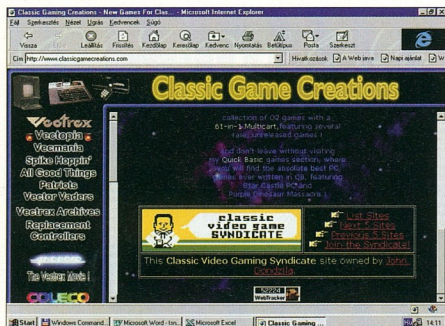 Classic Gaming Creations - New Games For Clas... - Microsoft Internet Explorer
Fájl Szerkesztés Nézet Ugrás Kedvencek Súgó
Vissza Leállítás Frissítés Kezdőlap Keresőlap Kedvenc Nyomtatás Betűtípus Posta Szerkeszt
Cím http://www.classicgamecreations.com Hivatkozások A Web java Napi ajánlat W
Classic Game Creations
Vectrex
Vectopia
Vecmania
Spike Hoppin'
All Good Things
Patriots
Vector Vaders
Vectrex Archives
Replacement
Controllers
The Vectrex Movie!
COLECO
collection of O2 games with a
61-in-1 Multicart, featuring several
rare, unreleased games!
And don't leave without visiting
my Quick Basic games section, where
you will find the absolute best PC
games ever written in QB, featuring
Star Castle PC and
Purple Dinosaur Massacre!
classic
video game
SYNDICATE
List Sites
Next 5 Sites
Previous 5 Sites
Join the Syndicate!
This Classic Video Gaming Syndicate site owned by John
Dondzila
52224
WebTracker
Start Windows Command... Microsoft Word - Microsoft Excel Classic Gaming ... 14:11